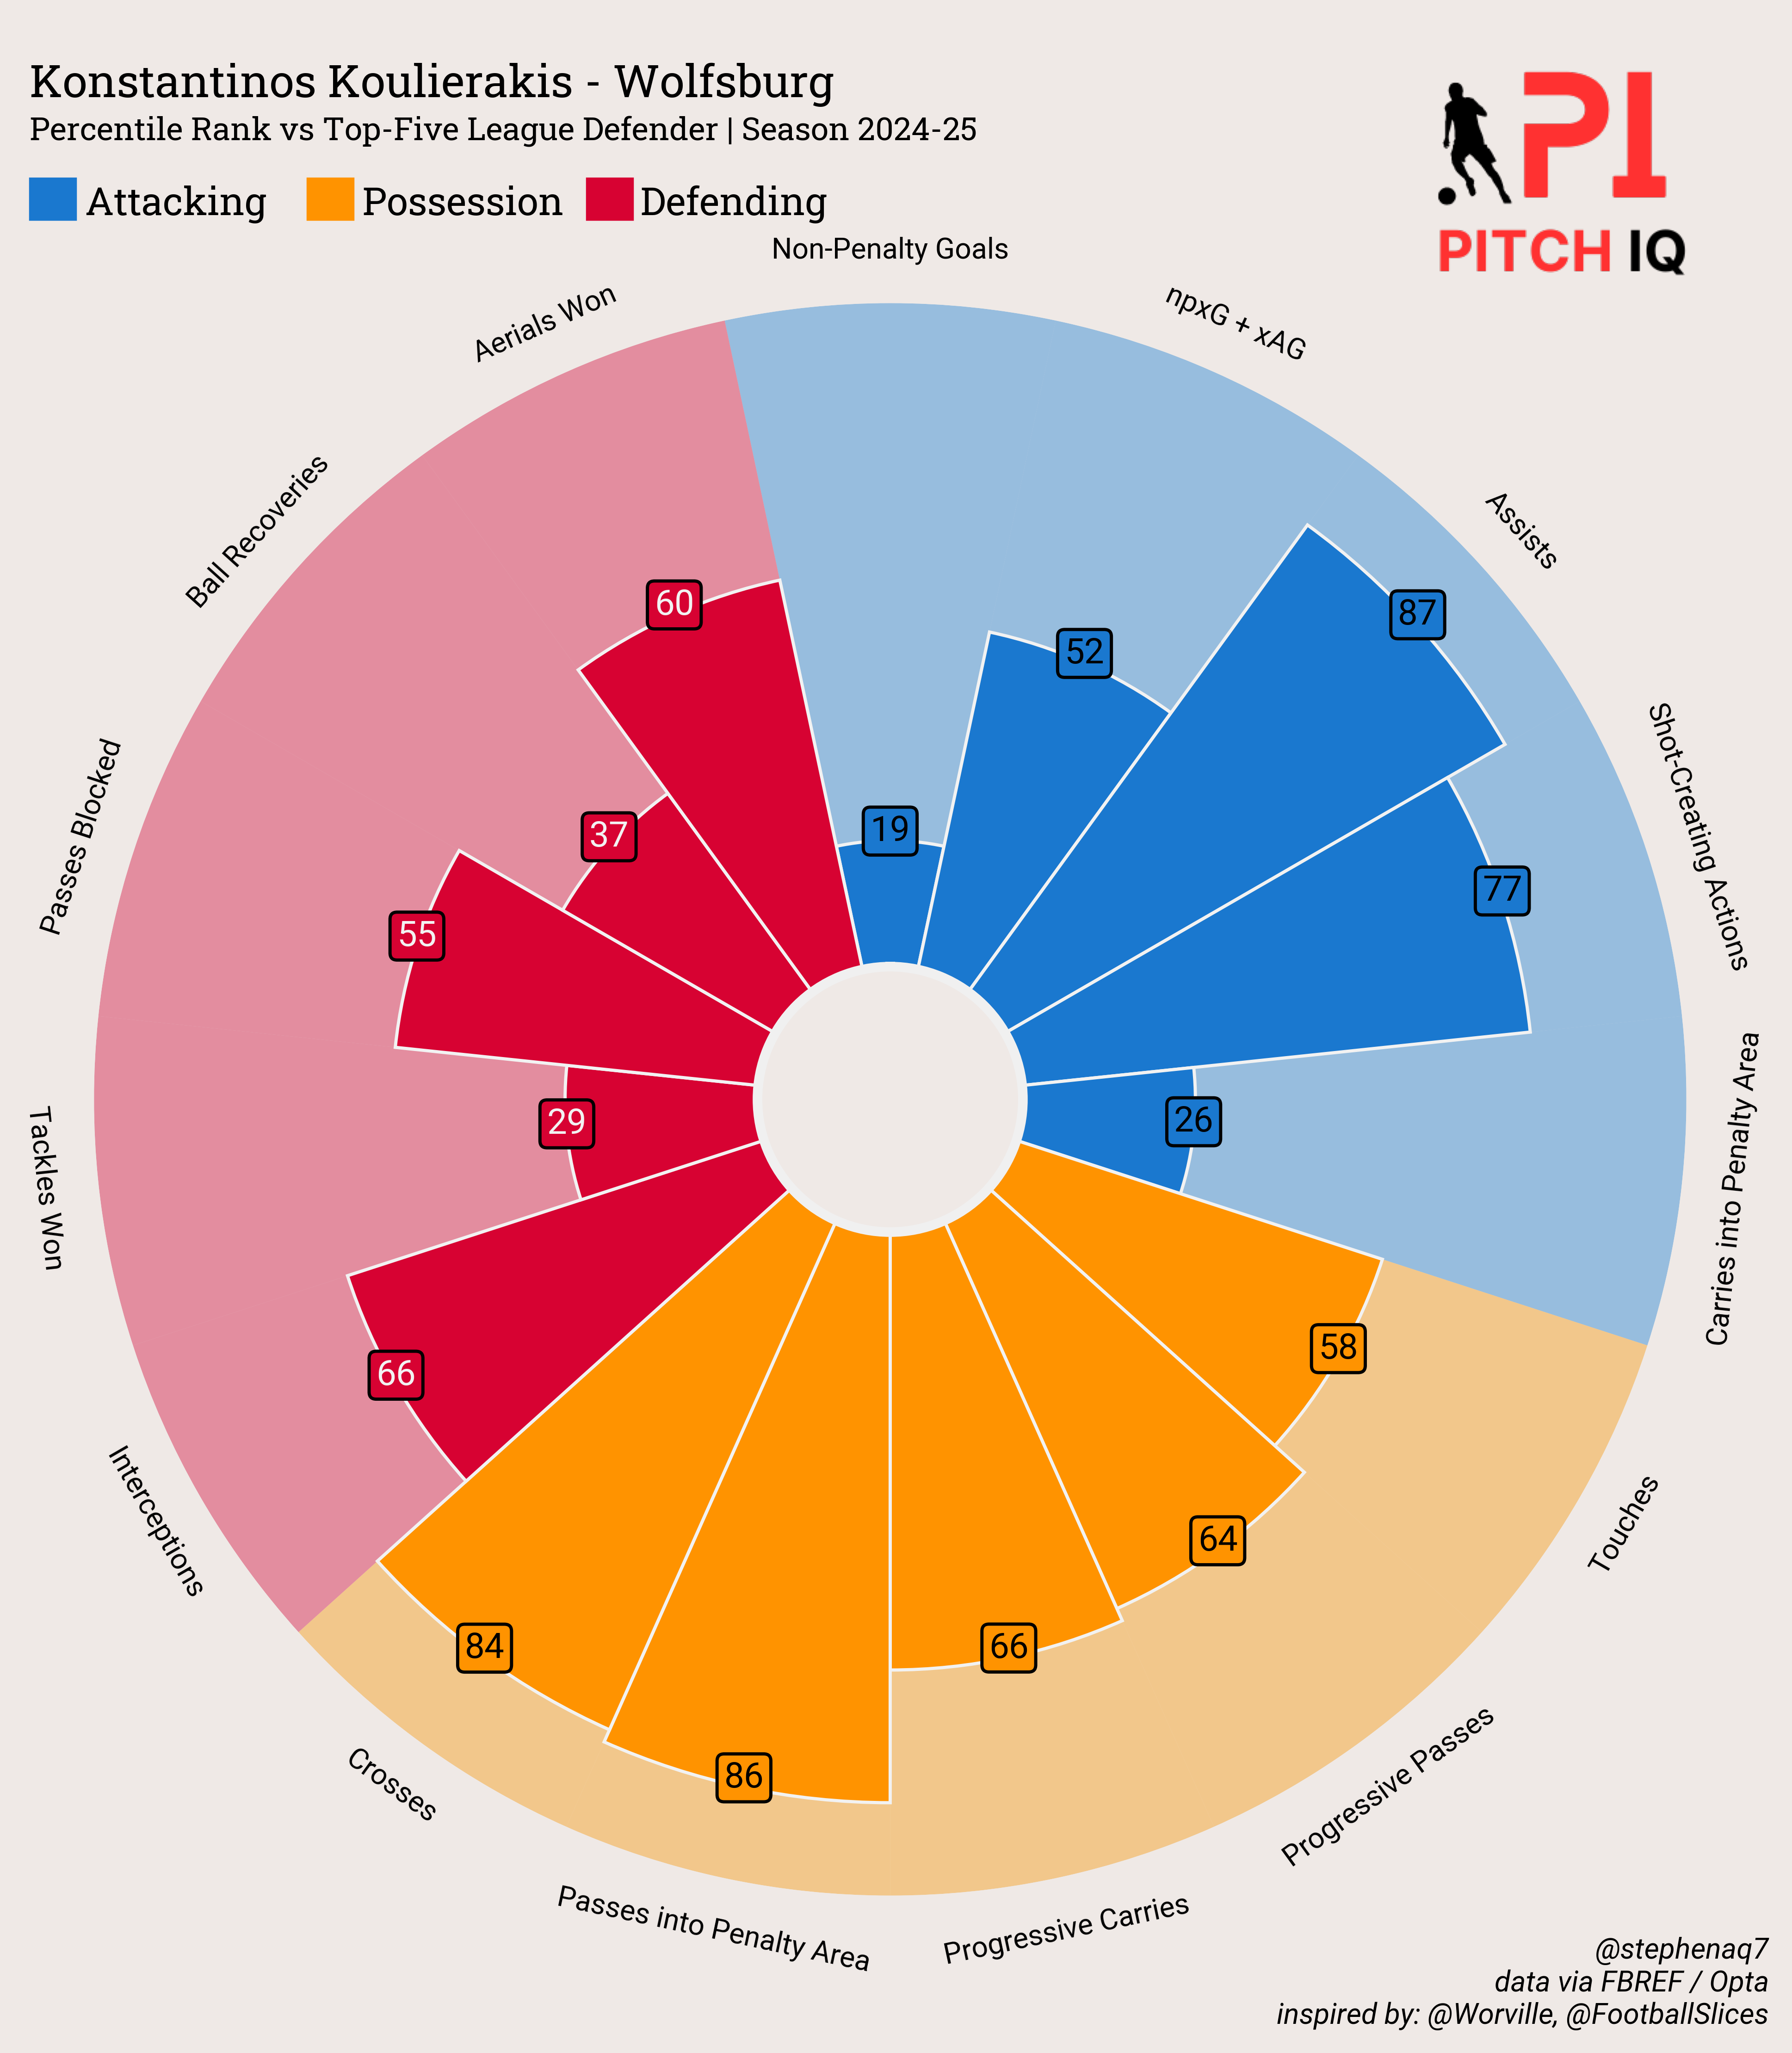 Konstantinos Koulierakis - Wolfsburg
Percentile Rank vs Top-Five League Defender | Season 2024-25
Attacking
Possession
Defending
PI
PITCH IQ
Non-Penalty Goals
19
npxG + xAG
52
Assists
87
Shot-Creating Actions
77
Carries into Penalty Area
26
Touches
58
Progressive Passes
64
Progressive Carries
66
Passes into Penalty Area
86
Crosses
84
Interceptions
66
Tackles Won
29
Passes Blocked
55
Ball Recoveries
37
Aerials Won
60
@stephenaq7
data via FBREF / Opta
inspired by: @Worville, @FootballSlices